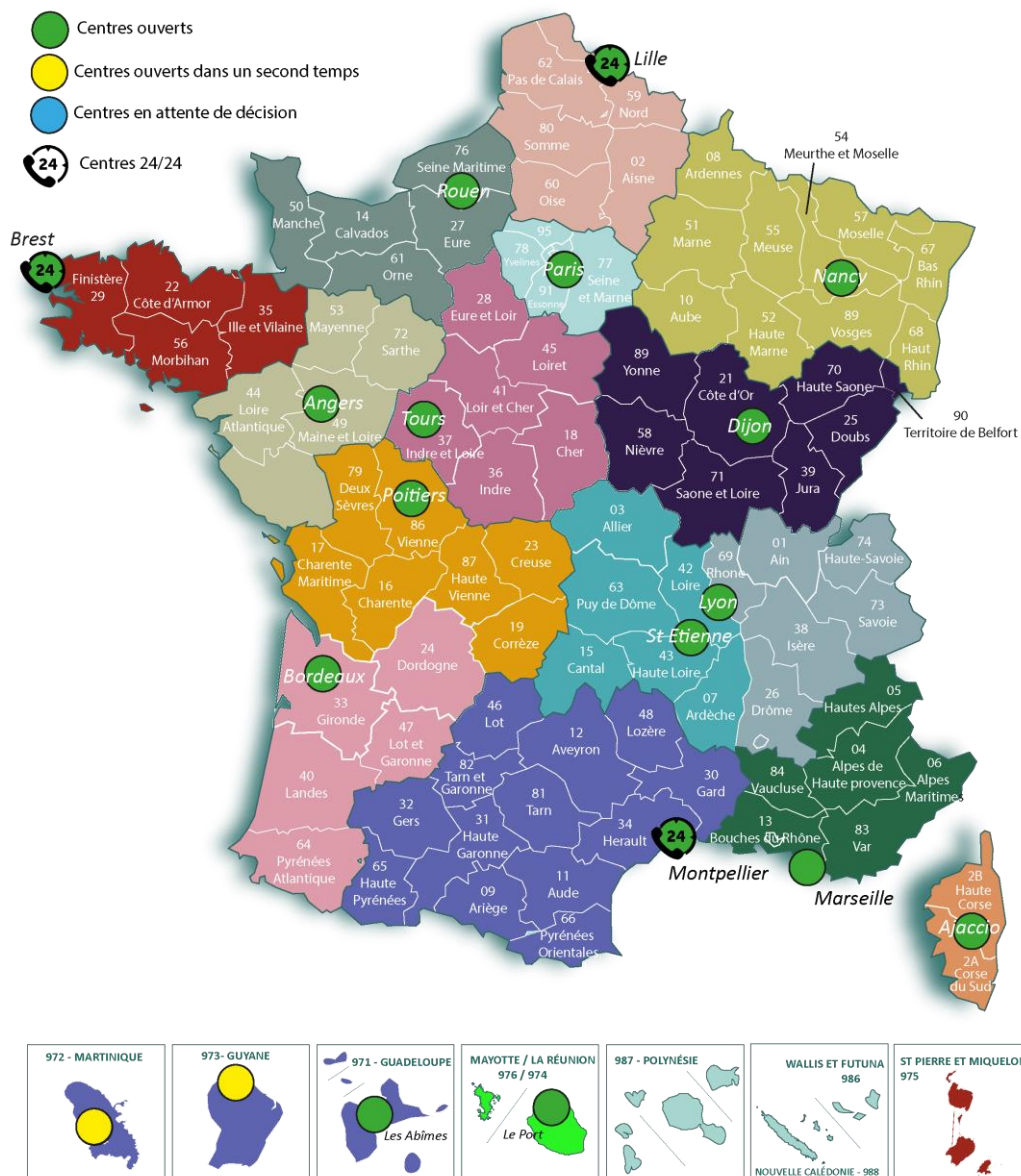 Centres ouverts
Centres ouverts dans un second temps
Centres en attente de décision
24
Centres 24/24
24
Lille
62
Pas de Calais
59
Nord
80
Somme
02
Aisne
60
Oise
54
Meurthe et Moselle
08
Ardennes
51
Marne
55
Meuse
57
Moselle
67
Bas
Rhin
Nancy
10
Aube
52
Haute
Marne
89
Vosges
68
Haut
Rhin
76
Seine Maritime
Rouen
50
Manche
14
Calvados
27
Eure
61
Orne
95
78
Yvelines
Paris
91
Essonne
77
Seine
et Marne
Brest
24
Finistère
29
22
Côte d'Armor
35
Ille et Vilaine
56
Morbihan
53
Mayenne
72
Sarthe
44
Loire
Atlantique
Angers
49
Maine et Loire
28
Eure et Loir
45
Loiret
41
Loir et Cher
Tours
37
Indre et Loire
18
Cher
36
Indre
89
Yonne
21
Côte d'Or
70
Haute Saone
90
Territoire de Belfort
25
Doubs
Dijon
58
Nièvre
71
Saone et Loire
39
Jura
79
Deux
Sèvres
Poitiers
86
Vienne
17
Charente
Maritime
16
Charente
87
Haute
Vienne
23
Creuse
19
Corrèze
03
Allier
63
Puy de Dôme
42
Loire
69
Rhone
01
Ain
74
Haute-Savoie
Lyon
St Etienne
73
Savoie
38
Isère
15
Cantal
43
Haute Loire
07
Ardèche
26
Drôme
Bordeaux
24
Dordogne
33
Gironde
47
Lot et
Garonne
40
Landes
64
Pyrénées
Atlantique
46
Lot
12
Aveyron
48
Lozère
82
Tarn et
Garonne
81
Tarn
30
Gard
32
Gers
31
Haute
Garonne
34
Herault
24
Montpellier
65
Haute
Pyrénées
09
Ariège
11
Aude
66
Pyrénées
Orientales
05
Hautes Alpes
04
Alpes de
Haute provence
06
Alpes
Maritimes
84
Vaucluse
13
Bouches du Rhône
83
Var
Marseille
2B
Haute
Corse
Ajaccio
2A
Corse
du Sud
972 - MARTINIQUE
973- GUYANE
971 - GUADELOUPE
Les Abîmes
MAYOTTE / LA RÉUNION
976 / 974
Le Port
987 - POLYNÉSIE
WALLIS ET FUTUNA
986
NOUVELLE CALÉDONIE - 988
ST PIERRE ET MIQUELON
975